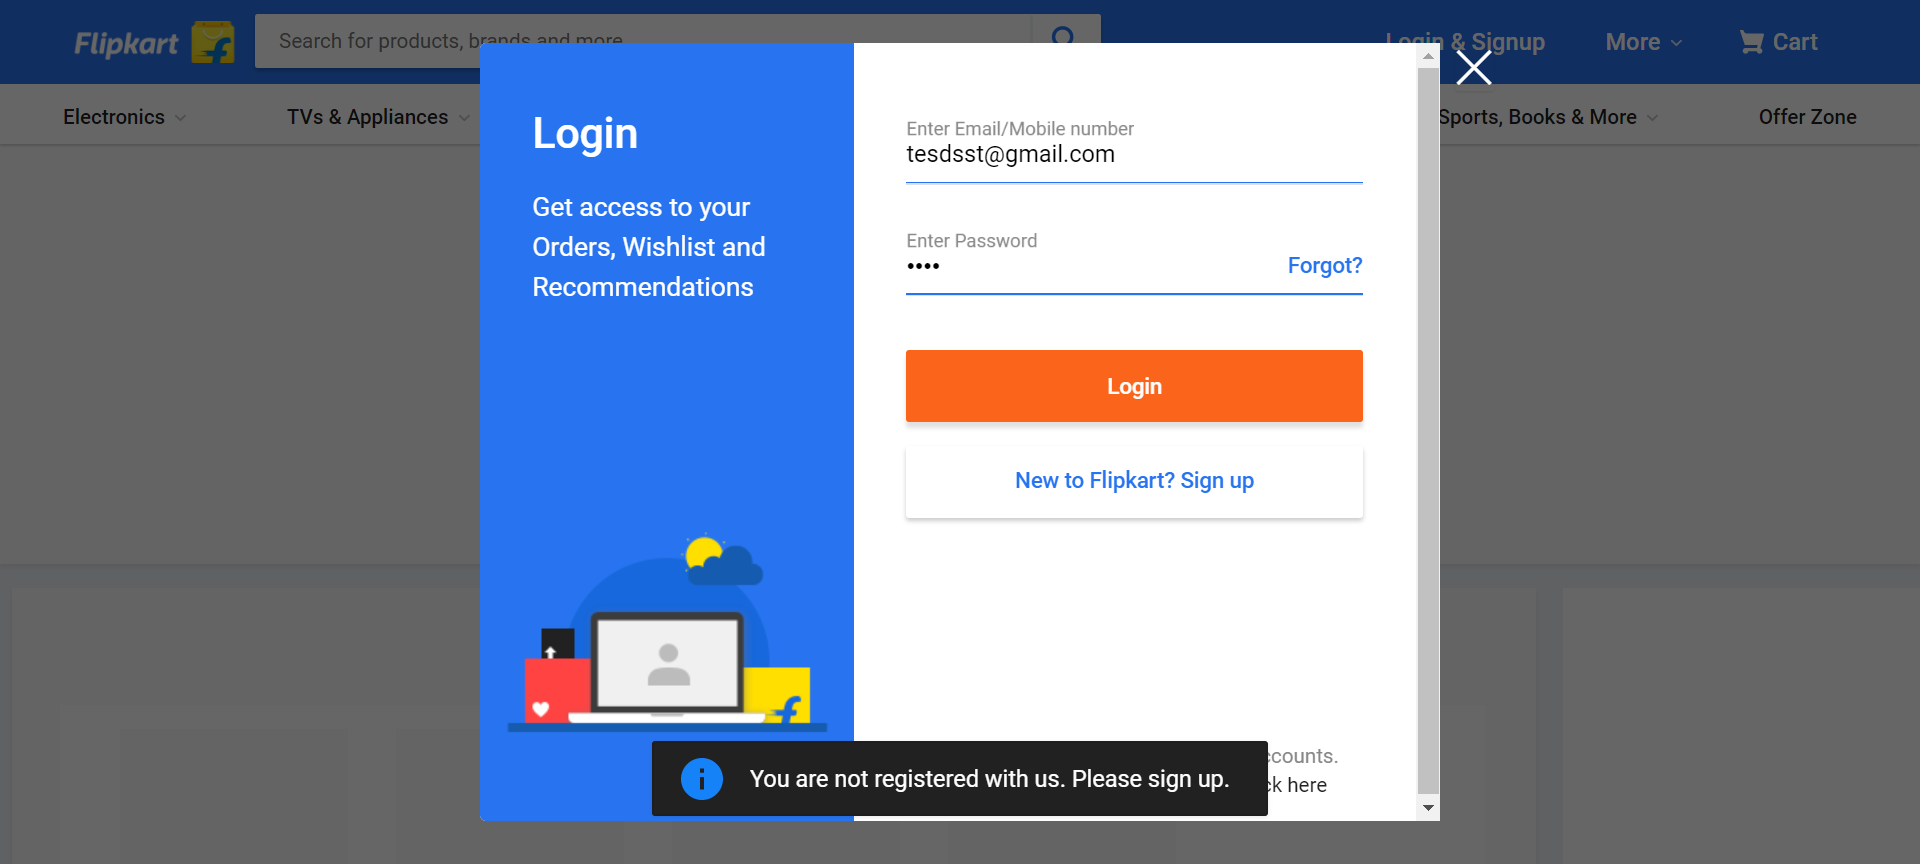 Flipkart
Search for products, brands and more
Login & Signup
More
Cart
Electronics
TVs & Appliances
Sports, Books & More
Offer Zone
Login
Get access to your
Orders, Wishlist and
Recommendations
Enter Email/Mobile number
tesdsst@gmail.com
Enter Password
••••
Forgot?
Login
New to Flipkart? Sign up
ccounts.
ck here
You are not registered with us. Please sign up.